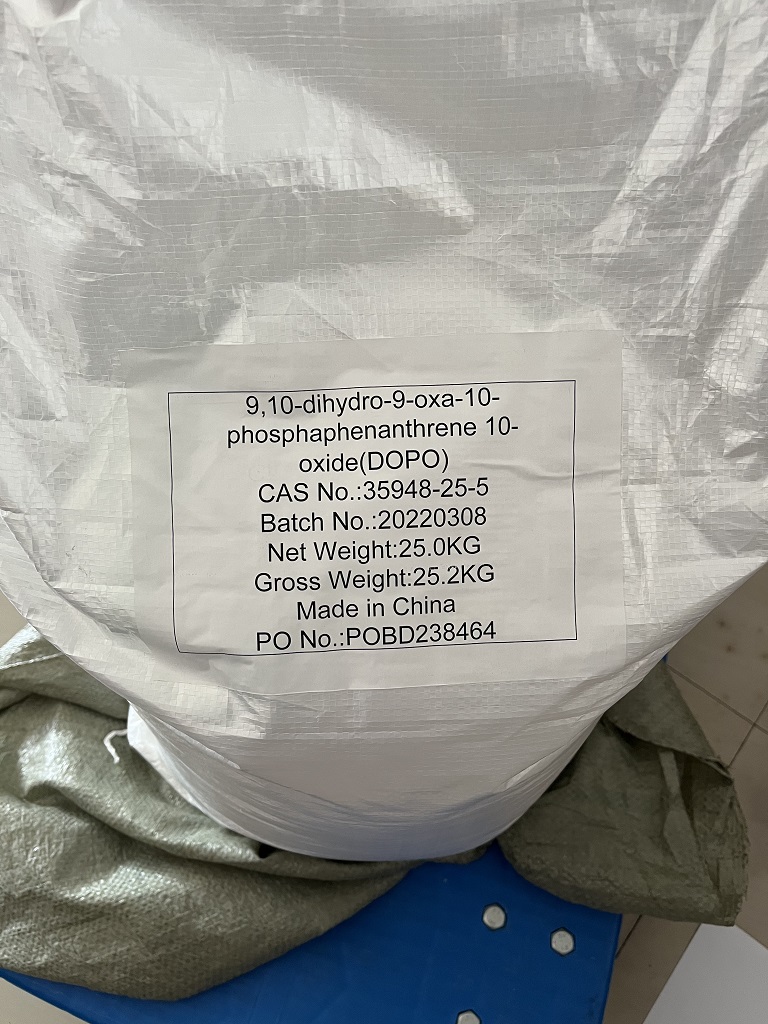 9,10-dihydro-9-oxa-10-
phosphaphenanthrene 10-
oxide(DOPO)
CAS No.:35948-25-5
Batch No.:20220308
Net Weight:25.0KG
Gross Weight:25.2KG
Made in China
PO No.:POBD238464